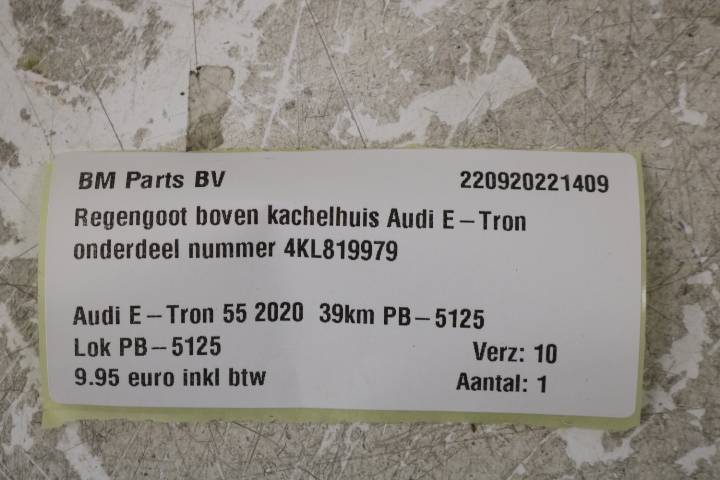 BM Parts BV 220920221409
Regengoot boven kachelhuis Audi E-Tron
onderdeel nummer 4KL819979
Audi E-Tron 55 2020 39km PB-5125
Lok PB-5125 Verz: 10
9.95 euro inkl btw Aantal: 1